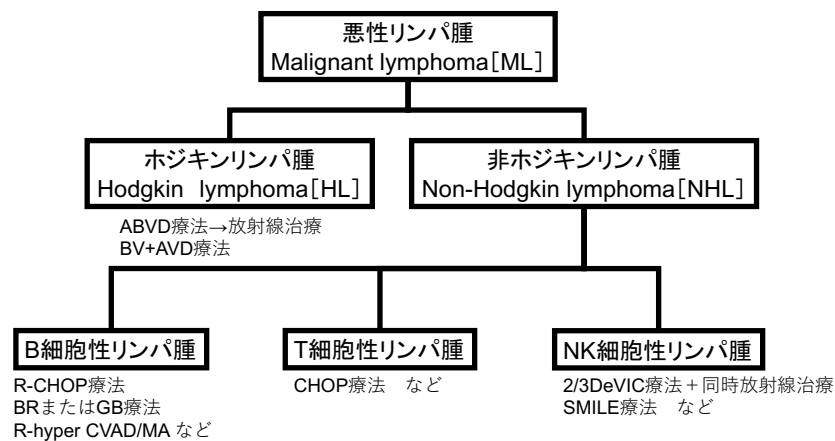 悪性リンパ腫
Malignant lymphoma[ML]
ホジキンリンパ腫
Hodgkin lymphoma[HL]
ABVD療法→放射線治療
BV+AVD療法
非ホジキンリンパ腫
Non-Hodgkin lymphoma[NHL]
B細胞性リンパ腫
R-CHOP療法
BRまたはGB療法
R-hyper CVAD/MA など
T細胞性リンパ腫
CHOP療法　など
NK細胞性リンパ腫
2/3DeVIC療法＋同時放射線治療
SMILE療法　など